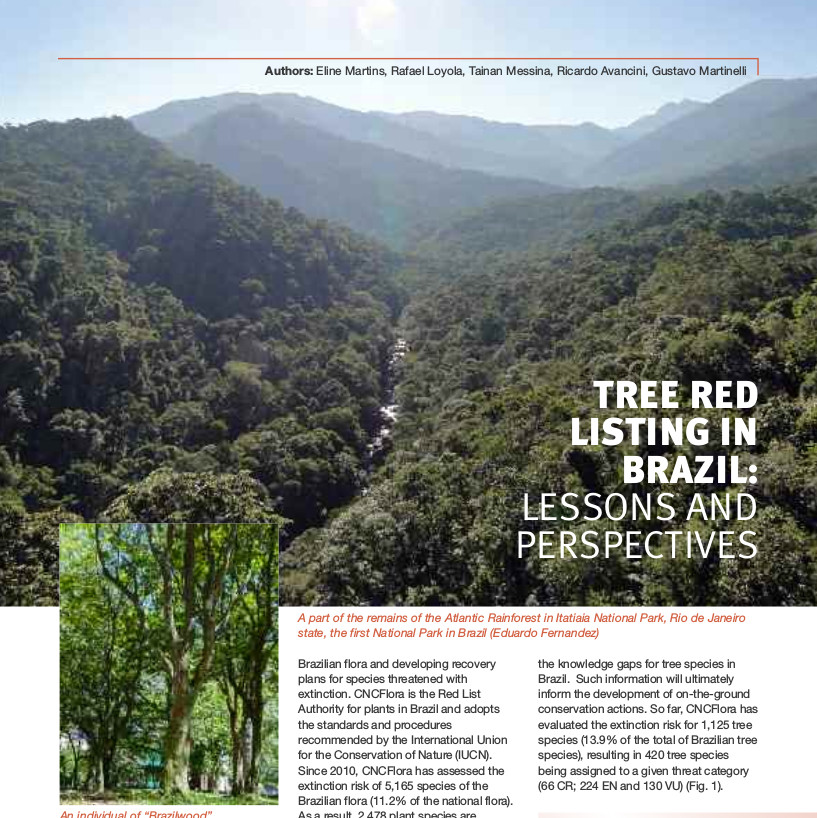 Authors: Eline Martins, Rafael Loyola, Tainan Messina, Ricardo Avancini, Gustavo Martinelli
TREE RED
LISTING IN
BRAZIL:
LESSONS AND
PERSPECTIVES
A part of the remains of the Atlantic Rainforest in Itatiaia National Park, Rio de Janeiro
state, the first National Park in Brazil (Eduardo Fernandez)
An individual of “Brazilwood”
Brazilian flora and developing recovery
plans for species threatened with
extinction. CNCFlora is the Red List
Authority for plants in Brazil and adopts
the standards and procedures
recommended by the International Union
for the Conservation of Nature (IUCN).
Since 2010, CNCFlora has assessed the
extinction risk of 5,165 species of the
Brazilian flora (11.2% of the national flora).
As a result, 2,478 plant species are
the knowledge gaps for tree species in
Brazil.  Such information will ultimately
inform the development of on-the-ground
conservation actions. So far, CNCFlora has
evaluated the extinction risk for 1,125 tree
species (13.9% of the total of Brazilian tree
species), resulting in 420 tree species
being assigned to a given threat category
(66 CR; 224 EN and 130 VU) (Fig. 1).